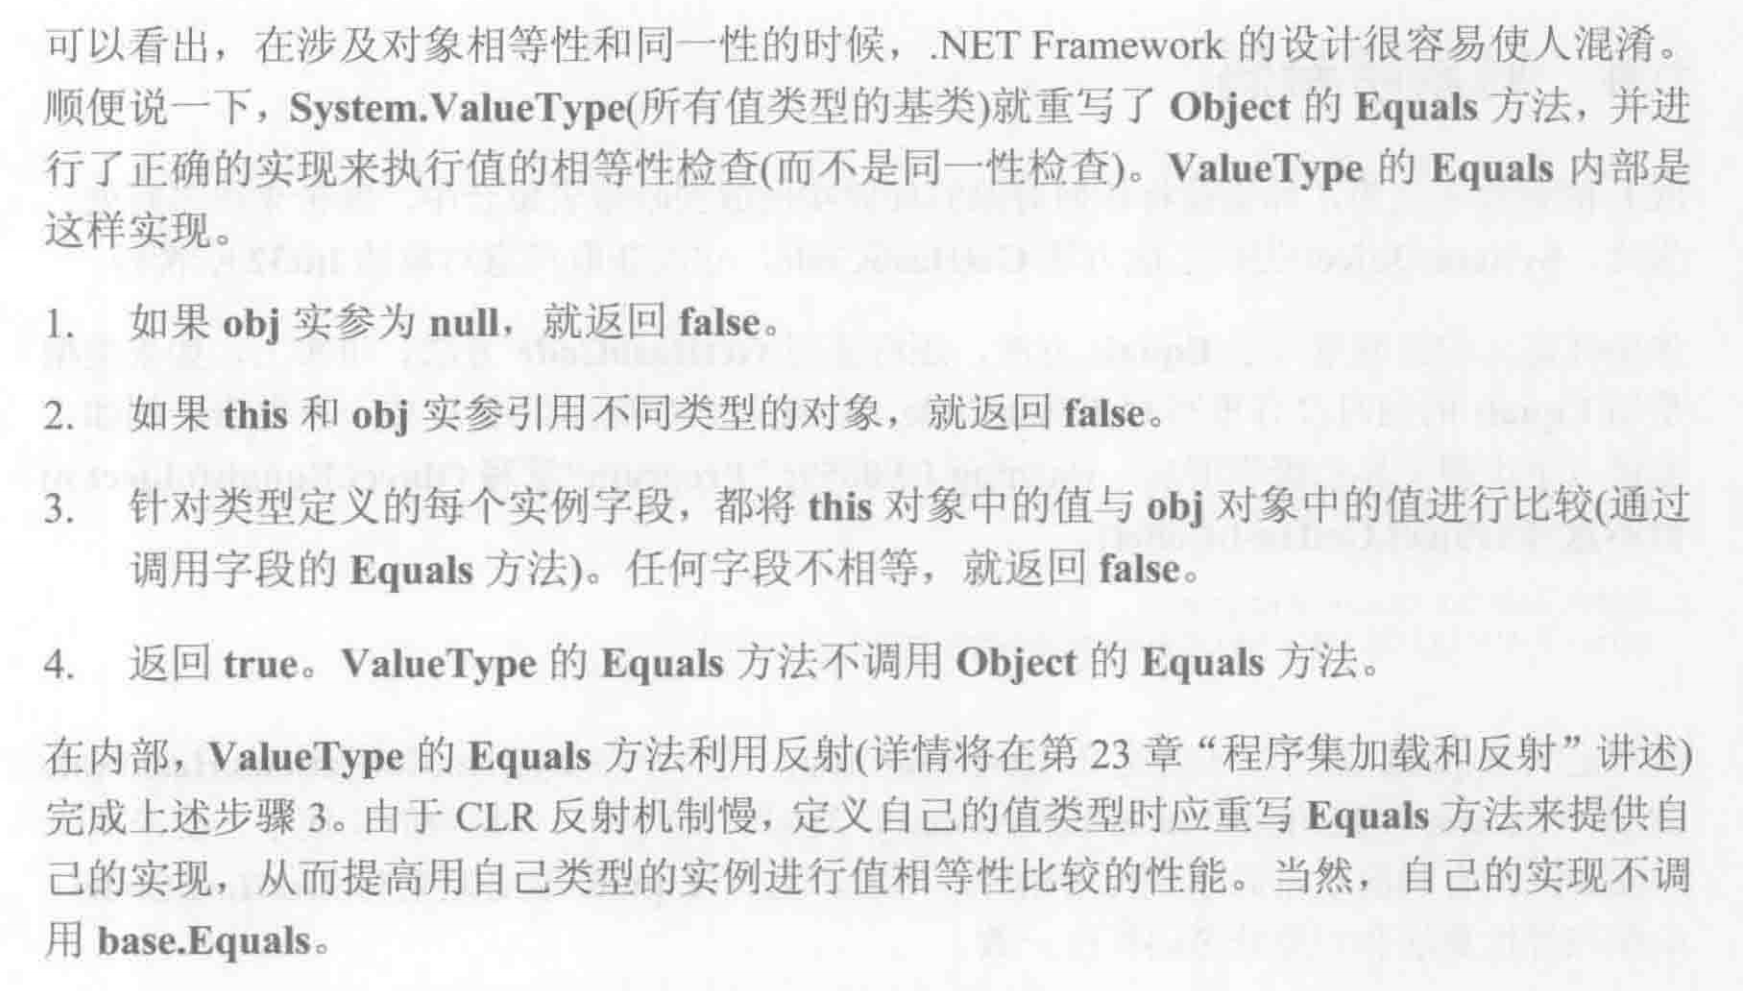 可以看出，在涉及对象相等性和同一性的时候，.NET Framework 的设计很容易使人混淆。
顺便说一下，System.ValueType(所有值类型的基类)就重写了 Object 的 Equals 方法，并进
行了正确的实现来执行值的相等性检查(而不是同一性检查)。ValueType 的 Equals 内部是
这样实现。
1. 如果 obj 实参为 null，就返回 false。
2. 如果 this 和 obj 实参引用不同类型的对象，就返回 false。
3. 针对类型定义的每个实例字段，都将 this 对象中的值与 obj 对象中的值进行比较(通过
调用字段的 Equals 方法)。任何字段不相等，就返回 false。
4. 返回 true。ValueType 的 Equals 方法不调用 Object 的 Equals 方法。
在内部，ValueType 的 Equals 方法利用反射(详情将在第 23 章“程序集加载和反射”讲述)
完成上述步骤 3。由于 CLR 反射机制慢，定义自己的值类型时应重写 Equals 方法来提供自
己的实现，从而提高用自己类型的实例进行值相等性比较的性能。当然，自己的实现不调
用 base.Equals。